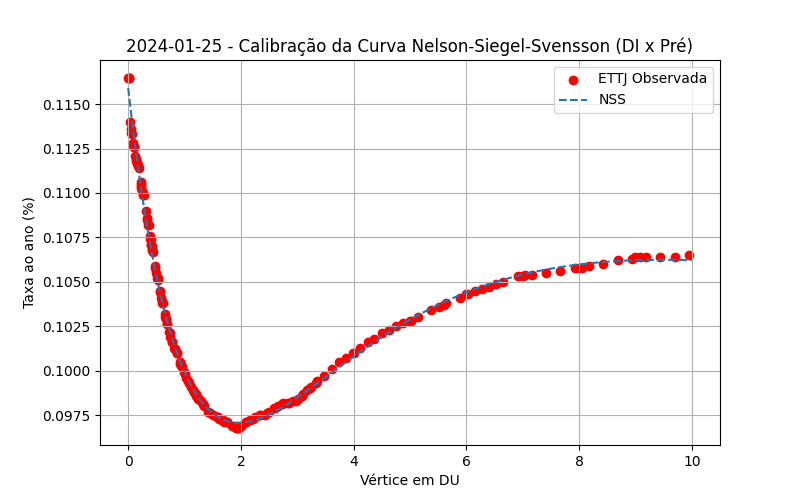 2024-01-25 - Calibração da Curva Nelson-Siegel-Svensson (DI x Pré)
ETTJ Observada
NSS
Taxa ao ano (%)
0.1150
0.1125
0.1100
0.1075
0.1050
0.1025
0.1000
0.0975
0 2 4 6 8 10
Vértice em DU